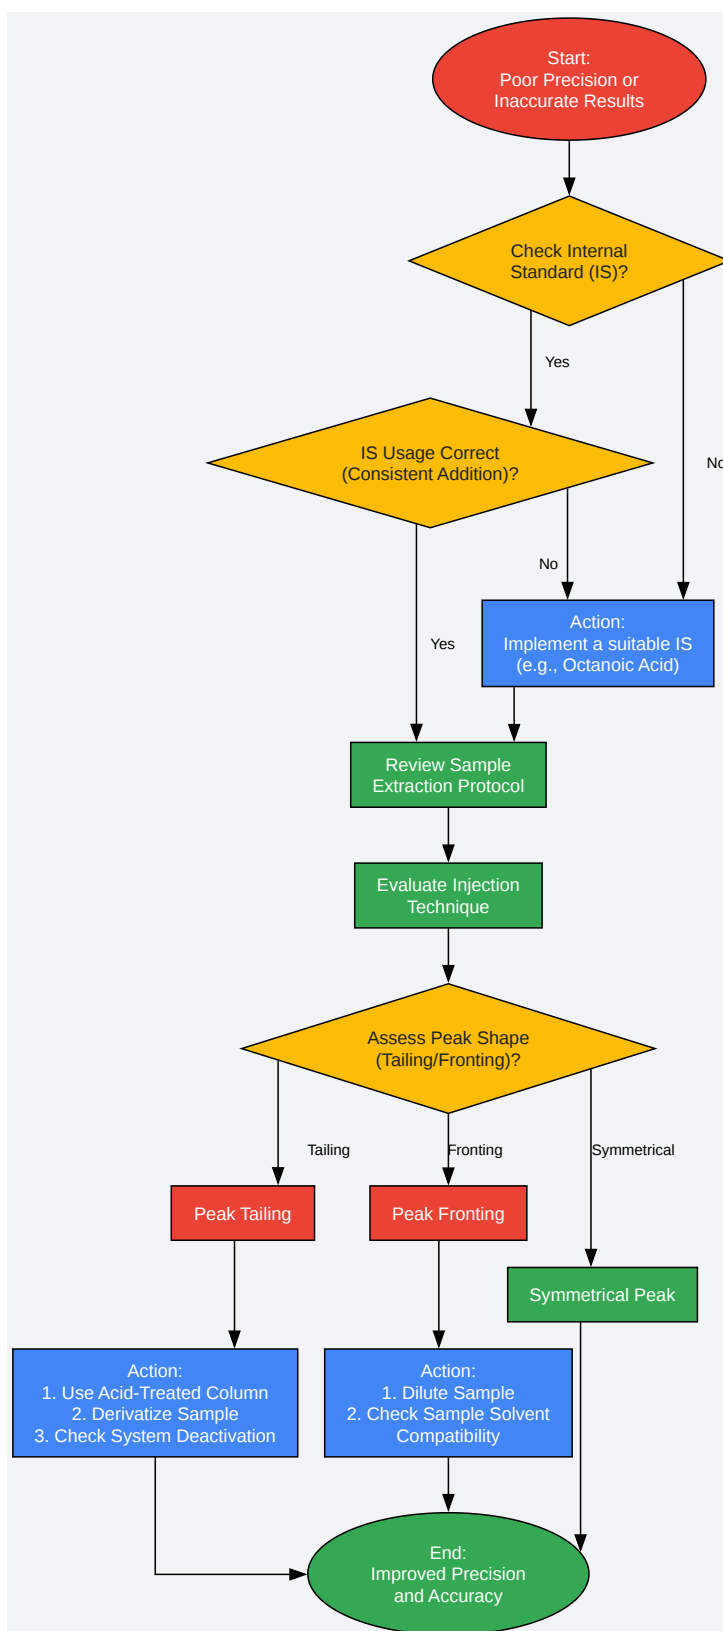 Start:
Poor Precision or
Inaccurate Results
Check Internal
Standard (IS)?
Yes
IS Usage Correct
(Consistent Addition)?
No
No
Action:
Implement a suitable IS
(e.g., Octanoic Acid)
Yes
Review Sample
Extraction Protocol
Evaluate Injection
Technique
Assess Peak Shape
(Tailing/Fronting)?
Tailing
Fronting
Symmetrical
Peak Tailing
Peak Fronting
Symmetrical Peak
Action:
1. Use Acid-Treated Column
2. Derivatize Sample
3. Check System Deactivation
Action:
1. Dilute Sample
2. Check Sample Solvent
Compatibility
End:
Improved Precision
and Accuracy